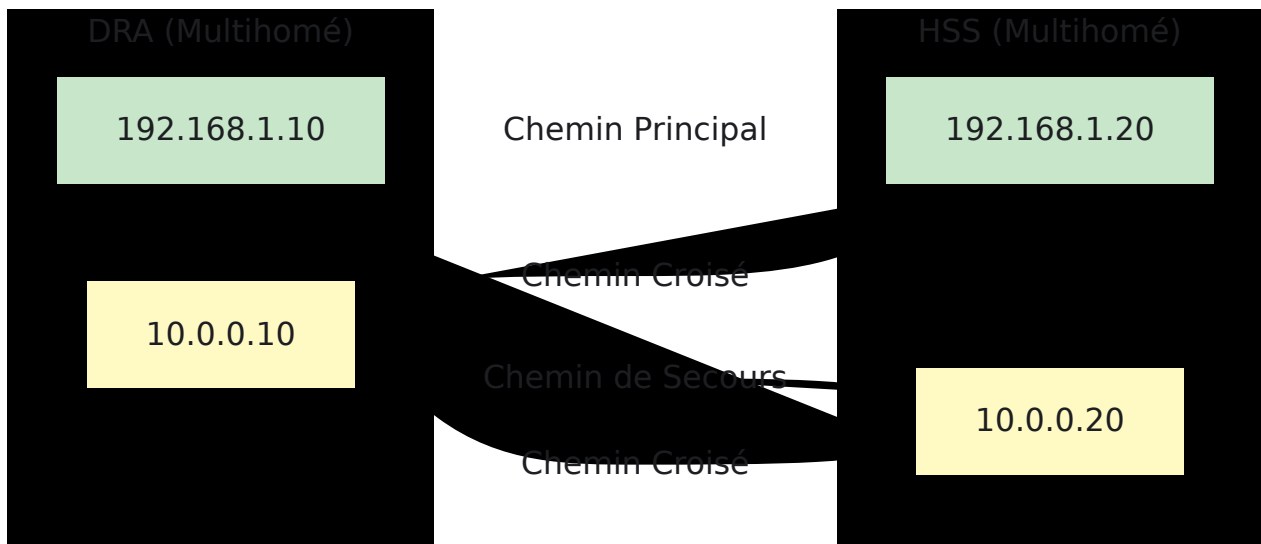 DRA (Multihomé)
HSS (Multihomé)
192.168.1.10
Chemin Principal
192.168.1.20
Chemin Croisé
10.0.0.10
Chemin de Secours
10.0.0.20
Chemin Croisé